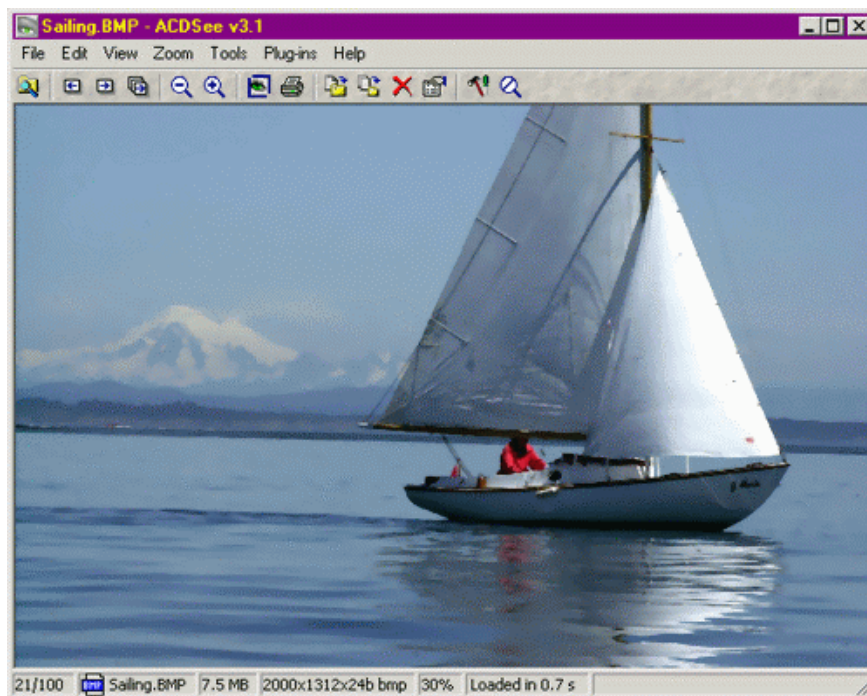 Sailing.BMP - ACDSee v3.1
File Edit View Zoom Tools Plug-ins Help
21/100 BMP Sailing.BMP 7.5 MB 2000x1312x24b bmp 30% Loaded in 0.7 s